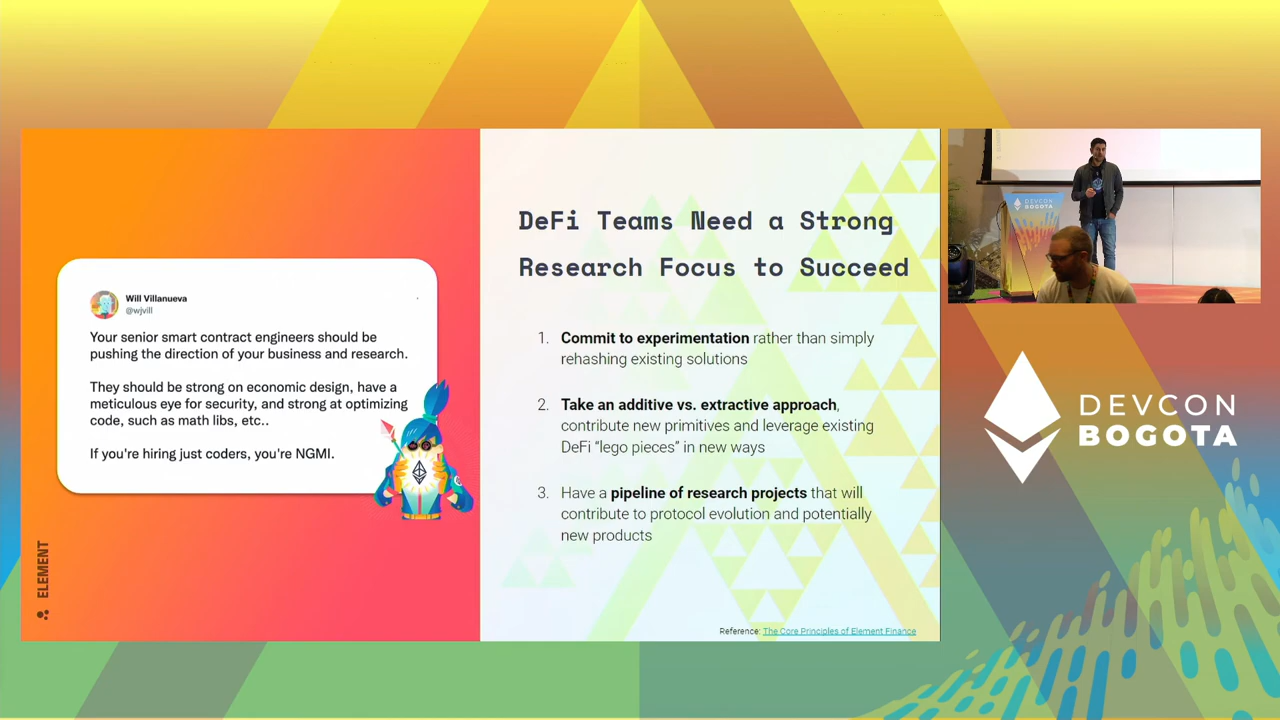 Will Villanueva
@wjvill
Your senior smart contract engineers should be
pushing the direction of your business and research.
They should be strong on economic design, have a
meticulous eye for security, and strong at optimizing
code, such as math libs, etc..
If you're hiring just coders, you're NGMI.
ELEMENT
DeFi Teams Need a Strong
Research Focus to Succeed
1. Commit to experimentation rather than simply
rehashing existing solutions
2. Take an additive vs. extractive approach,
contribute new primitives and leverage existing
DeFi “lego pieces” in new ways
3. Have a pipeline of research projects that will
contribute to protocol evolution and potentially
new products
Reference: The Core Principles of Element Finance
DEVCON
BOGOTA
DEVCON
BOGOTA